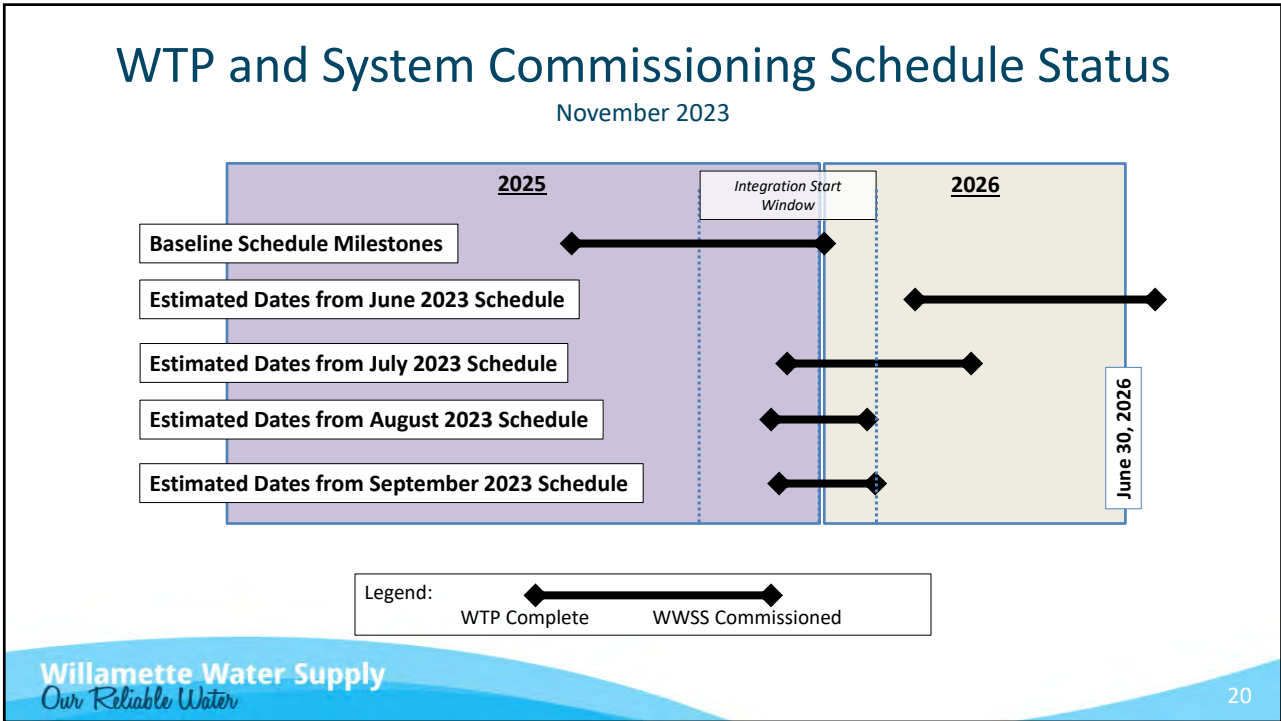 WTP and System Commissioning Schedule Status
November 2023
2025
Integration Start
Window
2026
Baseline Schedule Milestones
Estimated Dates from June 2023 Schedule
Estimated Dates from July 2023 Schedule
Estimated Dates from August 2023 Schedule
Estimated Dates from September 2023 Schedule
June 30, 2026
Legend:
WTP Complete WWSS Commissioned
Willamette Water Supply
Our Reliable Water
20